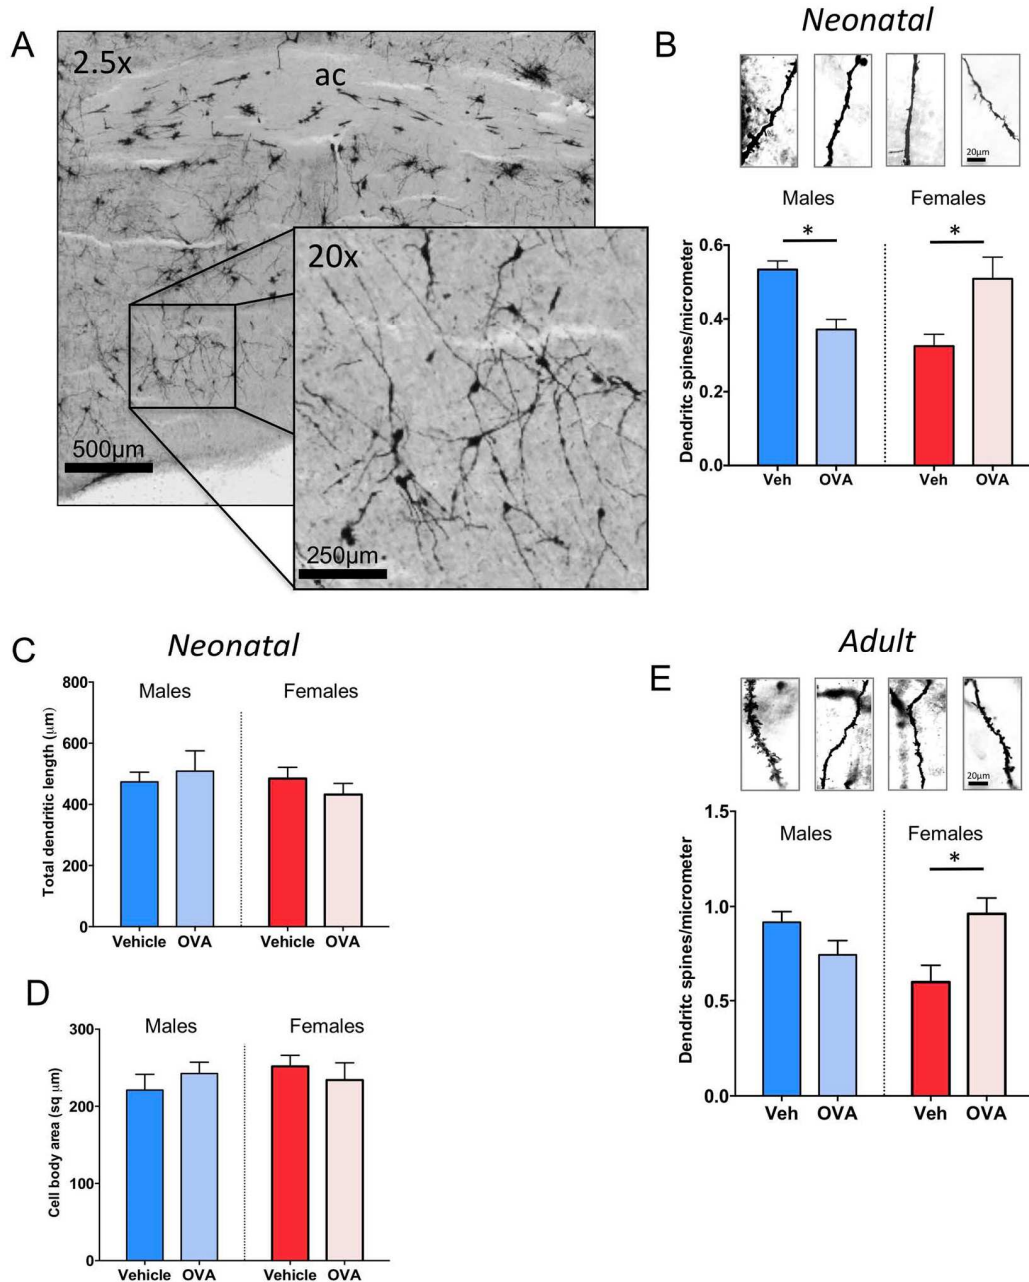 A
2.5x
ac
20x
500µm
250µm
Neonatal
B
20µm
Males Females
* *
0.6
0.4
0.2
0.0
Dendritc spines/micrometer
Veh OVA Veh OVA
C Neonatal
Males Females
800
600
400
200
0
Total dendritic length (µm)
Vehicle OVA Vehicle OVA
D
Males Females
300
200
100
0
Cell body area (sq µm)
Vehicle OVA Vehicle OVA
Adult
E
20µm
Males Females
*
1.5
1.0
0.5
0.0
Dendritc spines/micrometer
Veh OVA Veh OVA